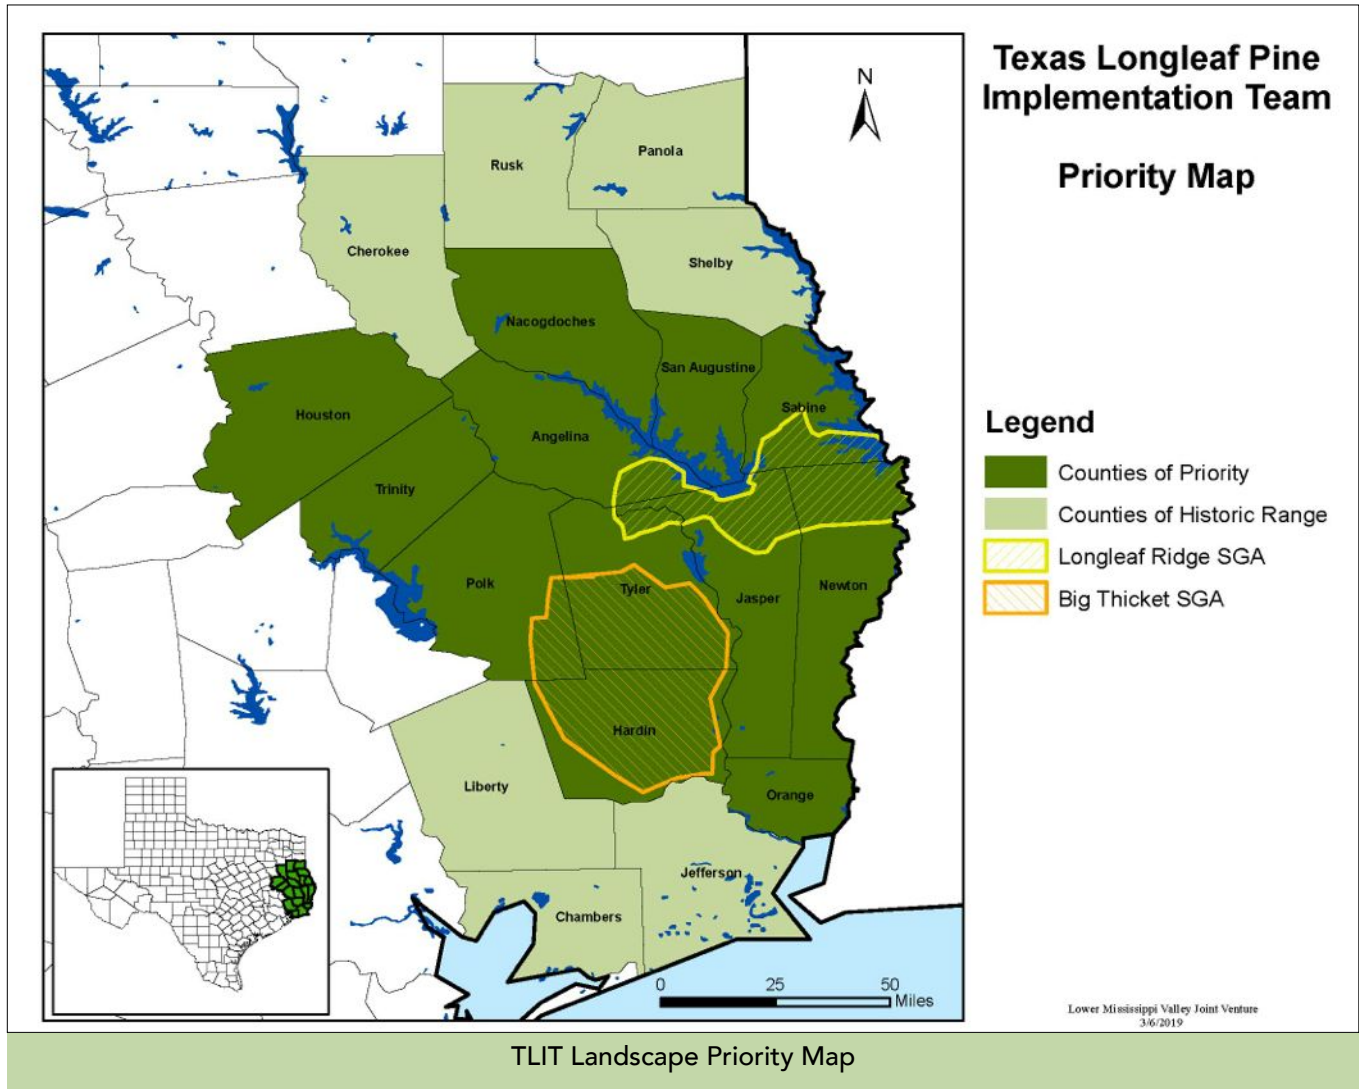 Texas Longleaf Pine
Implementation Team
Priority Map
N
Rusk
Panola
Cherokee
Shelby
Nacogdoches
San Augustine
Houston
Sabine
Angelina
Trinity
Polk
Tyler
Jasper
Newton
Hardin
Liberty
Orange
Jefferson
Chambers
Legend
Counties of Priority
Counties of Historic Range
Longleaf Ridge SGA
Big Thicket SGA
0 25 50
Miles
Lower Mississippi Valley Joint Venture
3/6/2019
TLIT Landscape Priority Map